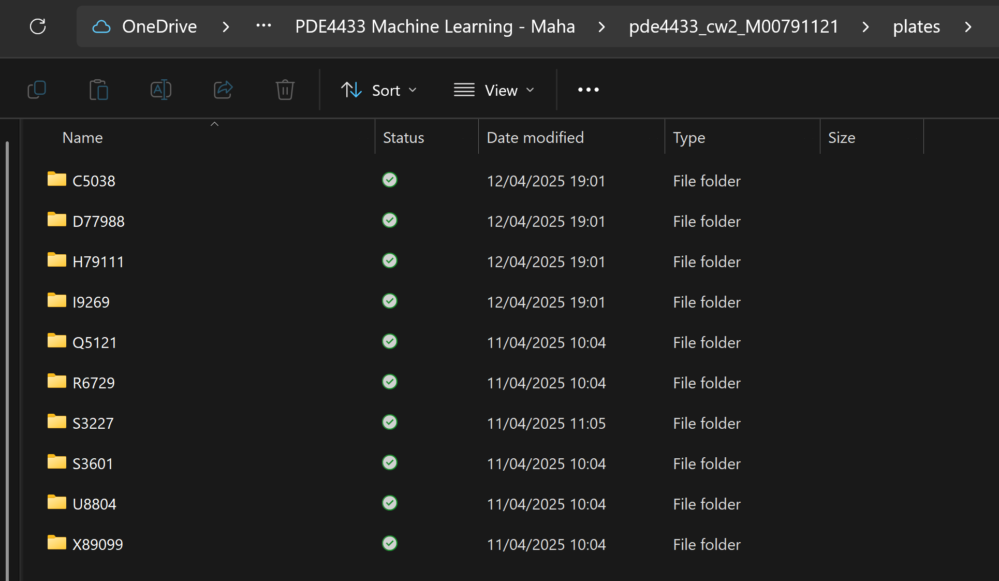 OneDrive > ... PDE4433 Machine Learning - Maha > pde4433_cw2_M00791121 > plates >
Sort View ...
Name Status Date modified Type Size
C5038 12/04/2025 19:01 File folder
D77988 12/04/2025 19:01 File folder
H79111 12/04/2025 19:01 File folder
I9269 12/04/2025 19:01 File folder
Q5121 11/04/2025 10:04 File folder
R6729 11/04/2025 10:04 File folder
S3227 11/04/2025 11:05 File folder
S3601 11/04/2025 10:04 File folder
U8804 11/04/2025 10:04 File folder
X89099 11/04/2025 10:04 File folder